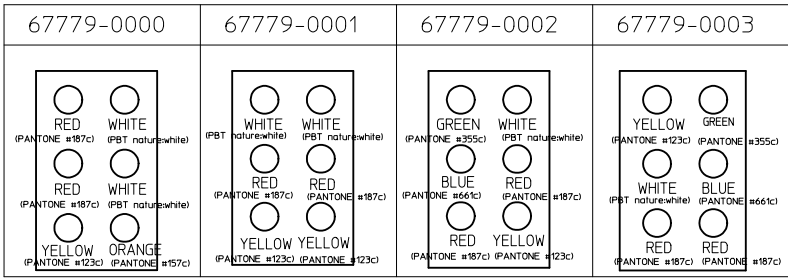 67779-0000 67779-0001 67779-0002 67779-0003
RED WHITE
(PANTONE #187c) (PBT nature:white)
RED WHITE
(PANTONE #187c) (PBT nature:white)
YELLOW ORANGE
(PANTONE #123c) (PANTONE #157c)
WHITE WHITE
(PBT nature:white) (PBT nature:white)
RED RED
(PANTONE #187c) (PANTONE #187c)
YELLOW YELLOW
(PANTONE #123c) (PANTONE #123c)
GREEN WHITE
(PANTONE #355c) (PBT nature:white)
BLUE RED
(PANTONE #661c) (PANTONE #187c)
RED YELLOW
(PANTONE #187c) (PANTONE #123c)
YELLOW GREEN
(PANTONE #123c) (PANTONE #355c)
WHITE BLUE
(PBT nature:white) (PANTONE #661c)
RED RED
(PANTONE #187c) (PANTONE #187c)